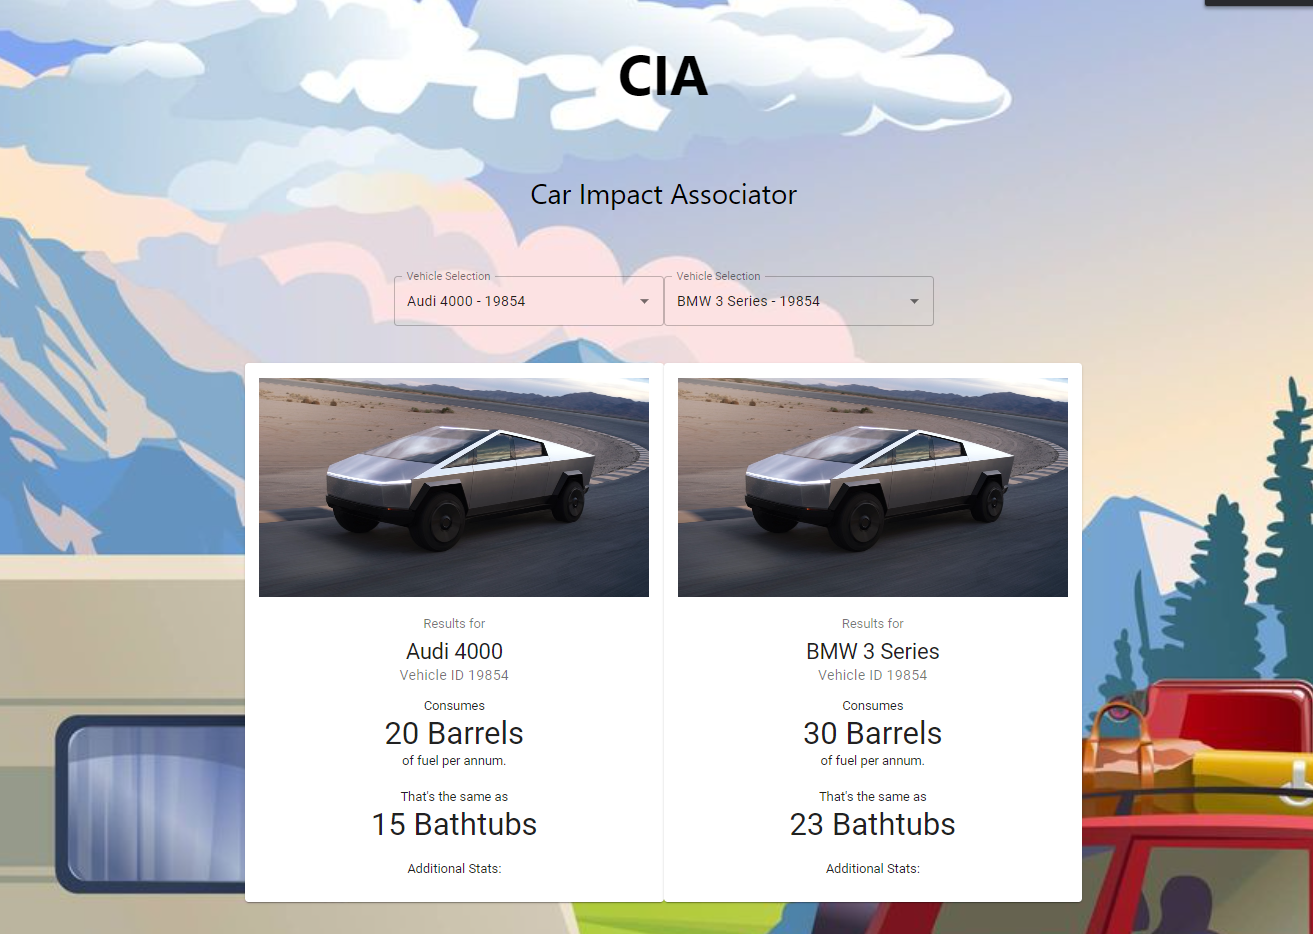 CIA
Car Impact Associator
Vehicle Selection
Audi 4000 - 19854
Vehicle Selection
BMW 3 Series - 19854
Results for
Audi 4000
Vehicle ID 19854
Consumes
20 Barrels
of fuel per annum.
That's the same as
15 Bathtubs
Additional Stats:
Results for
BMW 3 Series
Vehicle ID 19854
Consumes
30 Barrels
of fuel per annum.
That's the same as
23 Bathtubs
Additional Stats: